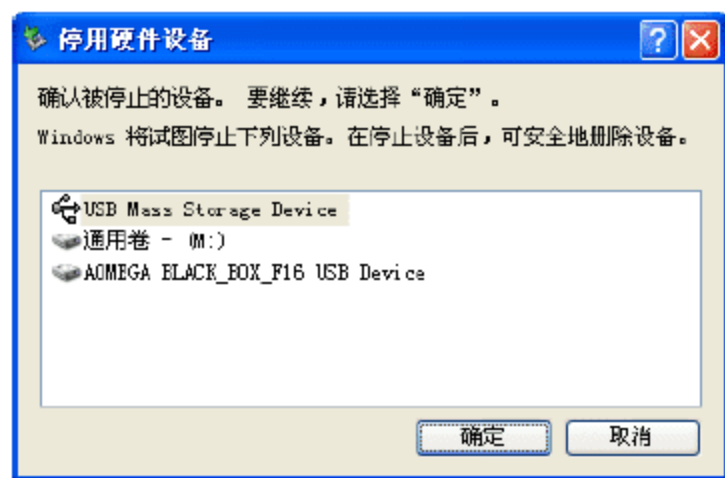 停用硬件设备
确认被停止的设备。 要继续，请选择“确定”。
Windows 将试图停止下列设备。在停止设备后，可安全地删除设备。
USB Mass Storage Device
通用卷 - (M:)
AOMEGA BLACK_BOX_F16 USB Device
确定 取消